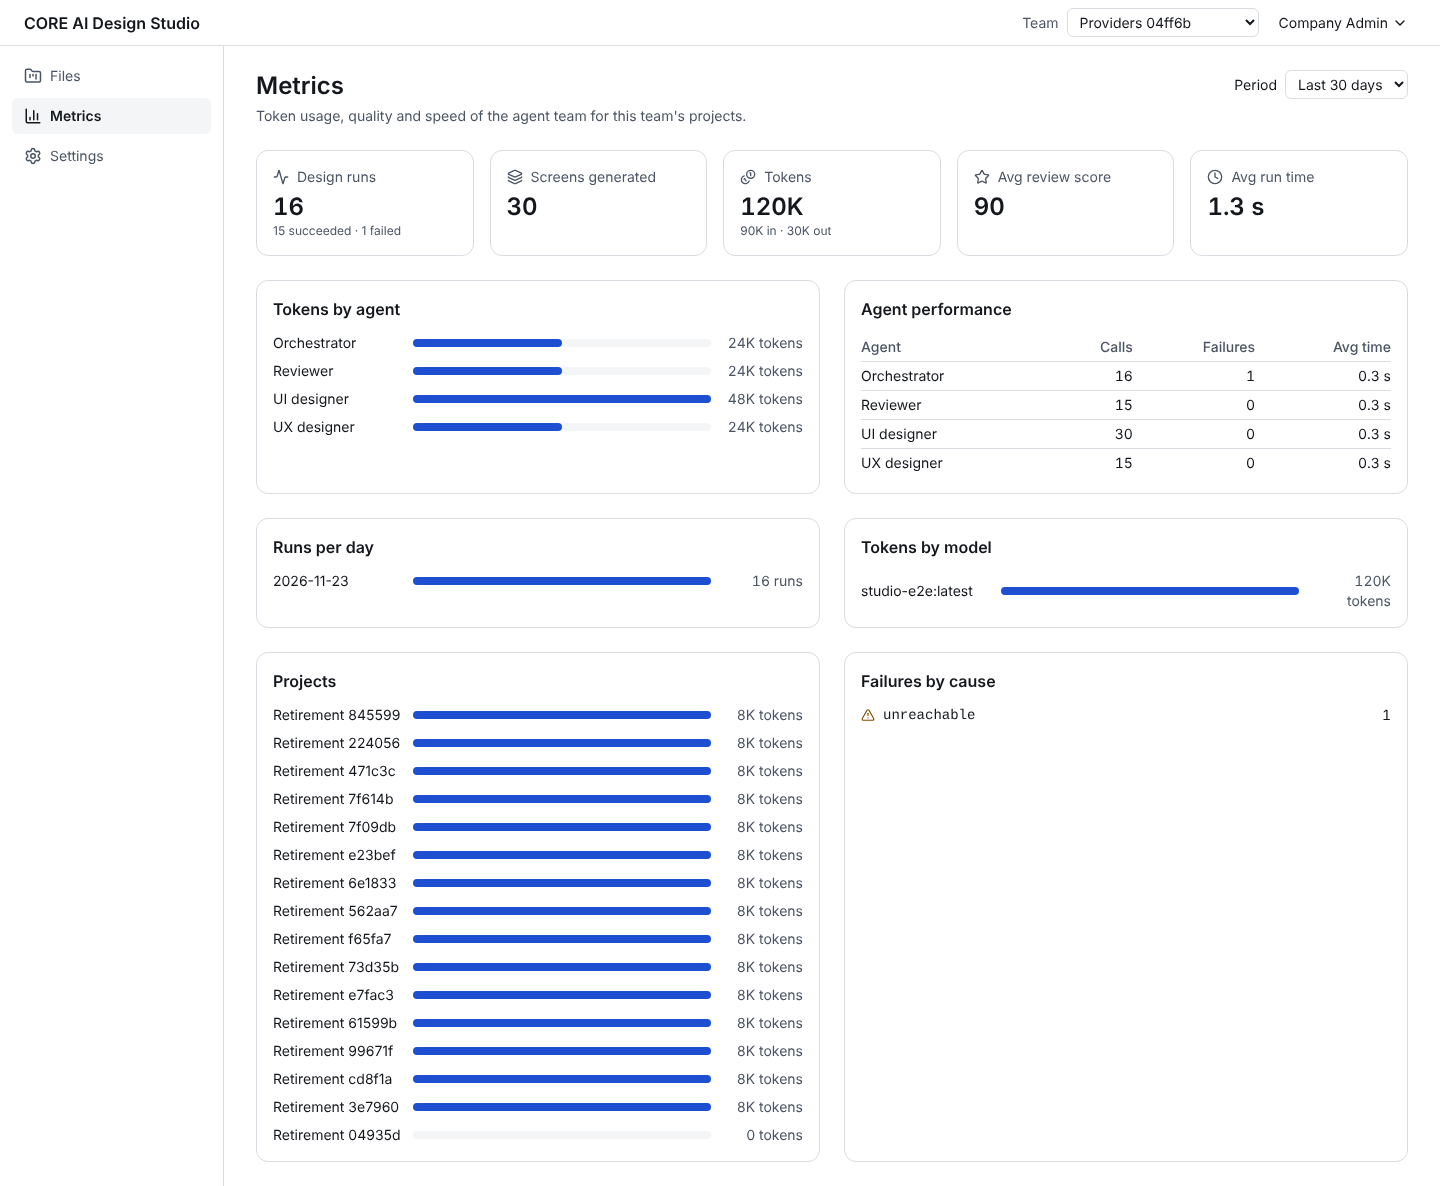 CORE AI Design Studio
Team
Providers 04ff6b
Company Admin
Files
Metrics
Settings
Metrics
Period
Last 30 days
Token usage, quality and speed of the agent team for this team's projects.
Design runs
16
15 succeeded · 1 failed
Screens generated
30
Tokens
120K
90K in · 30K out
Avg review score
90
Avg run time
1.3 s
Tokens by agent
Orchestrator 24K tokens
Reviewer 24K tokens
UI designer 48K tokens
UX designer 24K tokens
Agent performance
Agent Calls Failures Avg time
Orchestrator 16 1 0.3 s
Reviewer 15 0 0.3 s
UI designer 30 0 0.3 s
UX designer 15 0 0.3 s
Runs per day
2026-11-23 16 runs
Tokens by model
studio-e2e:latest 120K
tokens
Projects
Retirement 845599 8K tokens
Retirement 224056 8K tokens
Retirement 471c3c 8K tokens
Retirement 7f614b 8K tokens
Retirement 7f09db 8K tokens
Retirement e23bef 8K tokens
Retirement 6e1833 8K tokens
Retirement 562aa7 8K tokens
Retirement f65fa7 8K tokens
Retirement 73d35b 8K tokens
Retirement e7fac3 8K tokens
Retirement 61599b 8K tokens
Retirement 99671f 8K tokens
Retirement cd8f1a 8K tokens
Retirement 3e7960 8K tokens
Retirement 04935d 0 tokens
Failures by cause
unreachable 1